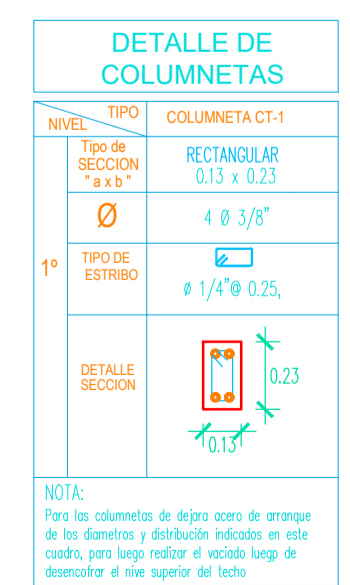 DETALLE DE
COLUMNETAS
TIPO
NIVEL
COLUMNETA CT-1
Tipo de
SECCION
" a x b "
RECTANGULAR
0.13 x 0.23
Ø
4 Ø 3/8"
1º
TIPO DE
ESTRIBO
ø 1/4"@ 0.25,
DETALLE
SECCION
0.23
0.13
NOTA:
Para las columnetas de dejara acero de arranque
de los diametros y distribución indicados en este
cuadro, para luego realizar el vaciado luegp de
desencofrar el nive superior del techo